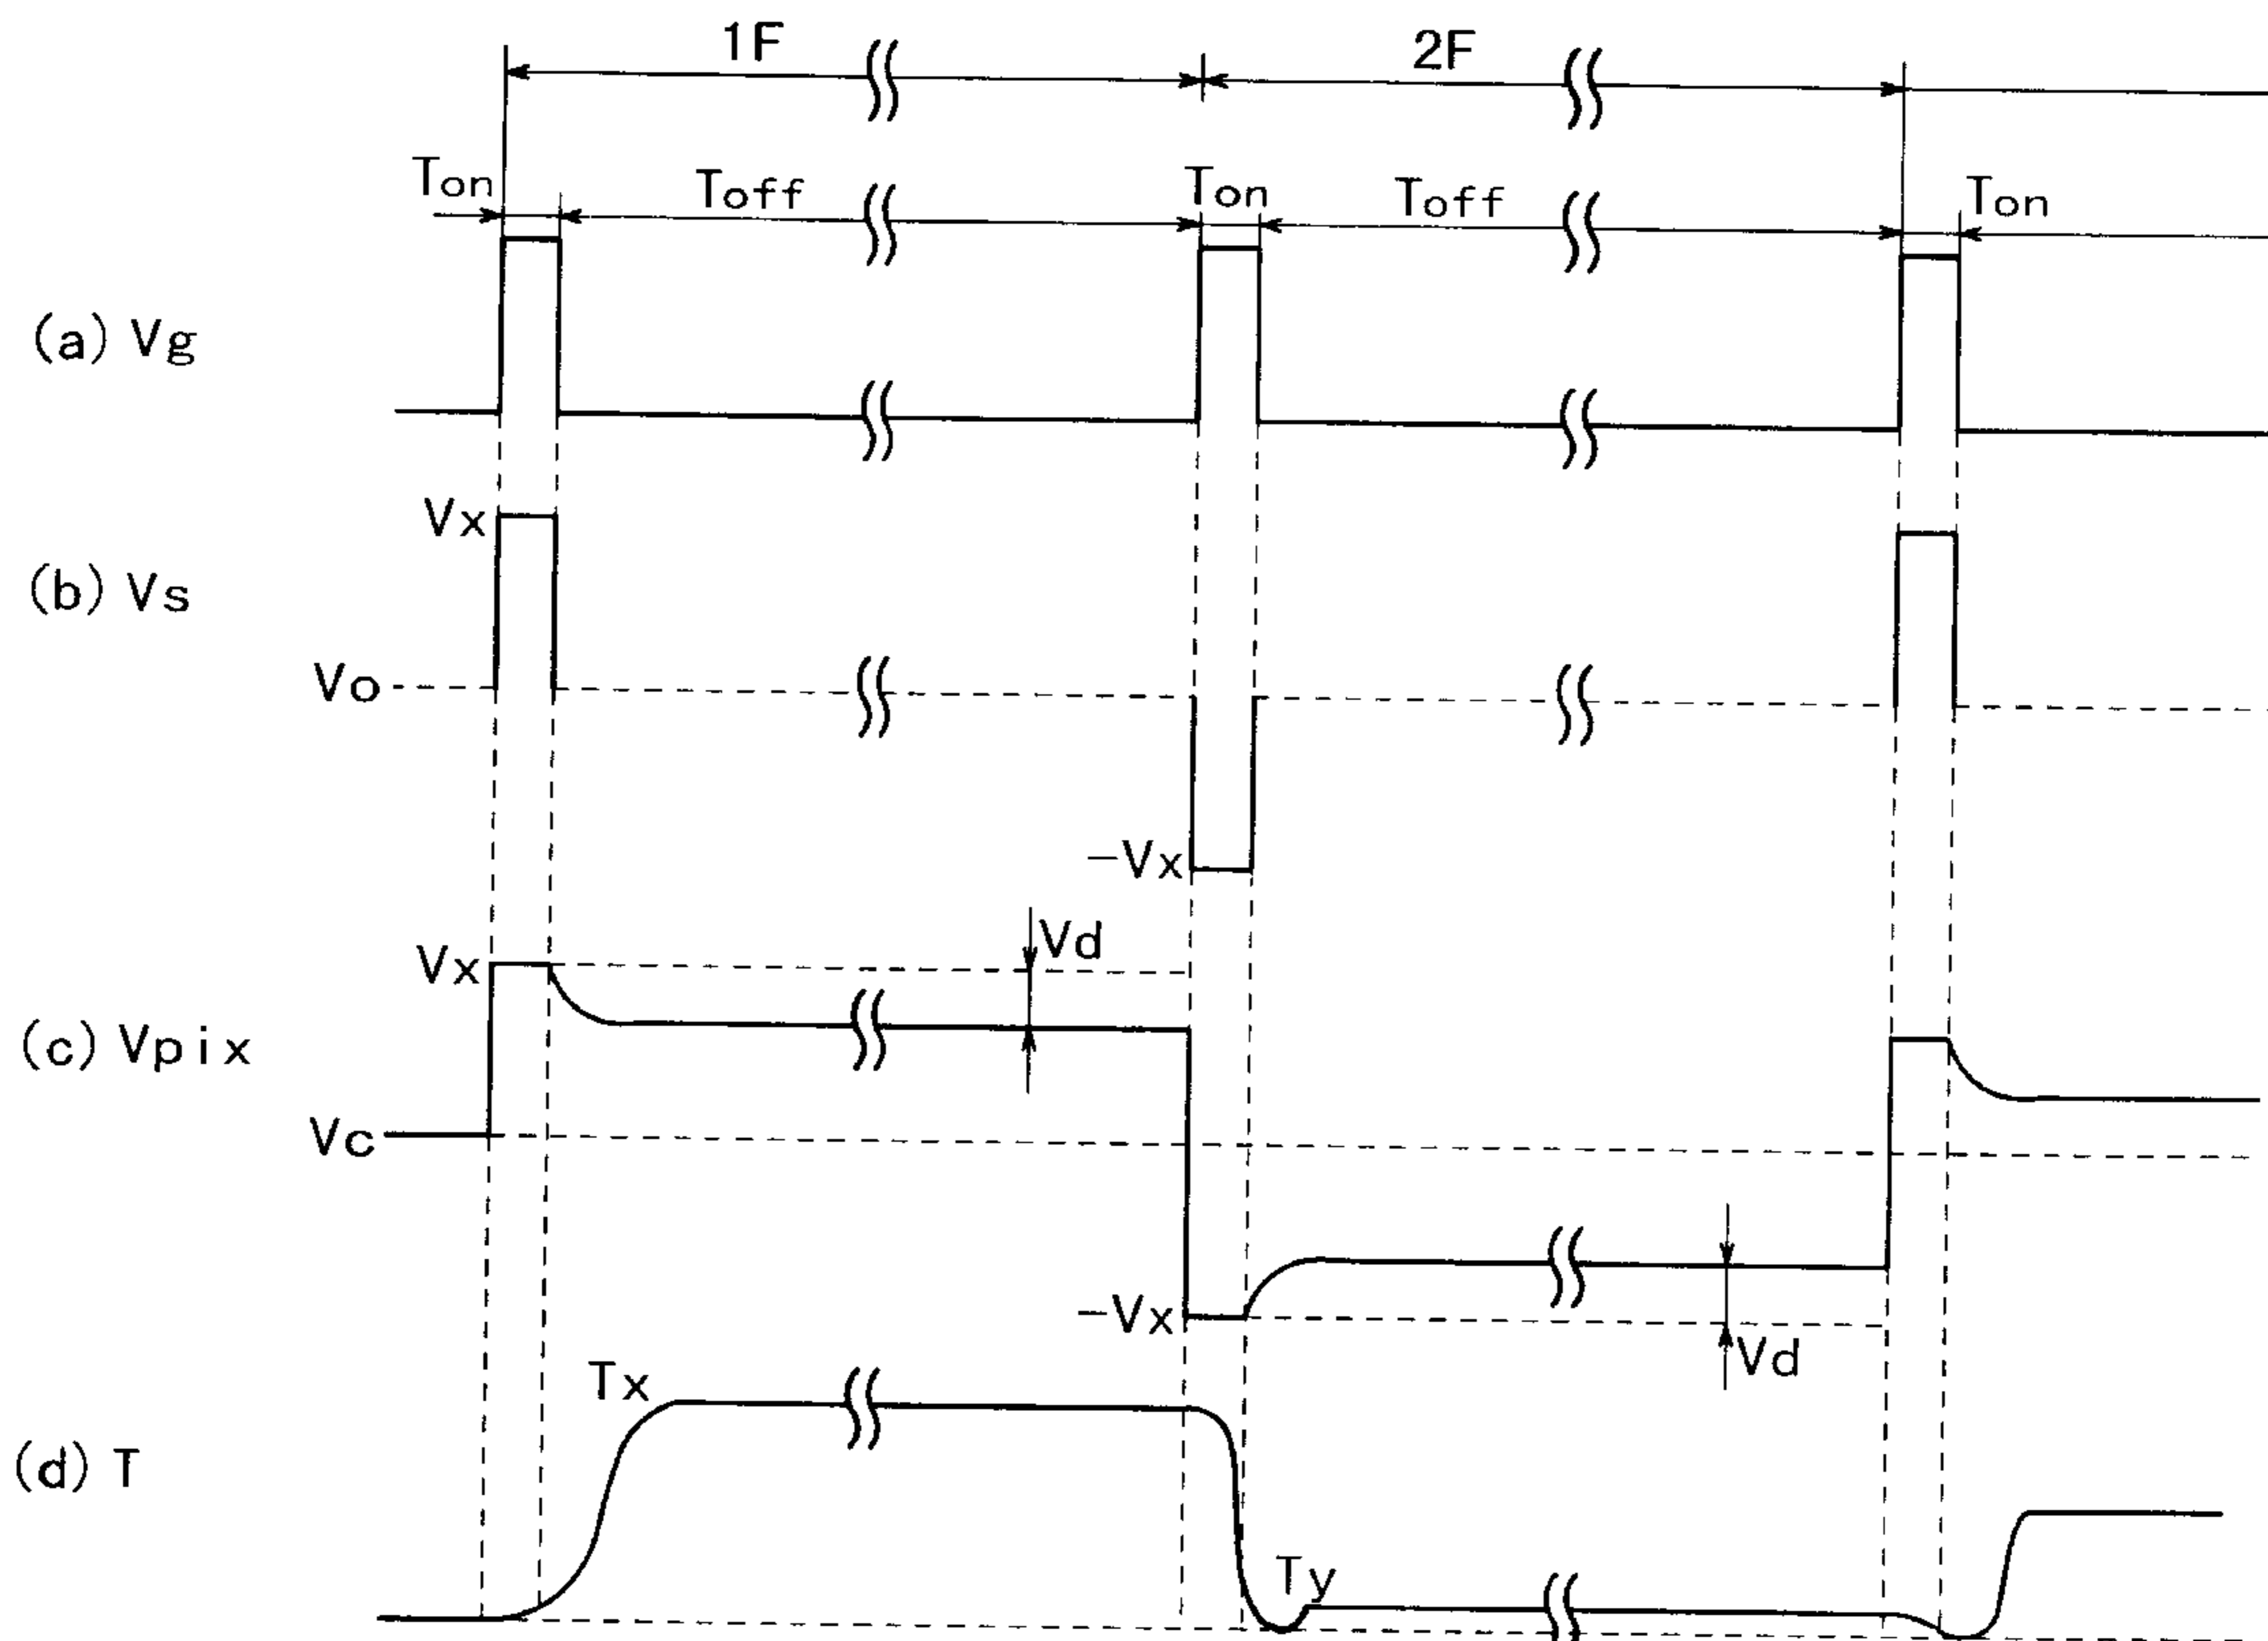 1F 2F
Ton Toff Ton Toff Ton
(a) Vg
Vx
(b) Vs
Vo
-Vx
Vd
Vx
(c) Vpix
Vc
-Vx
Vd
Tx
(d) T
Ty